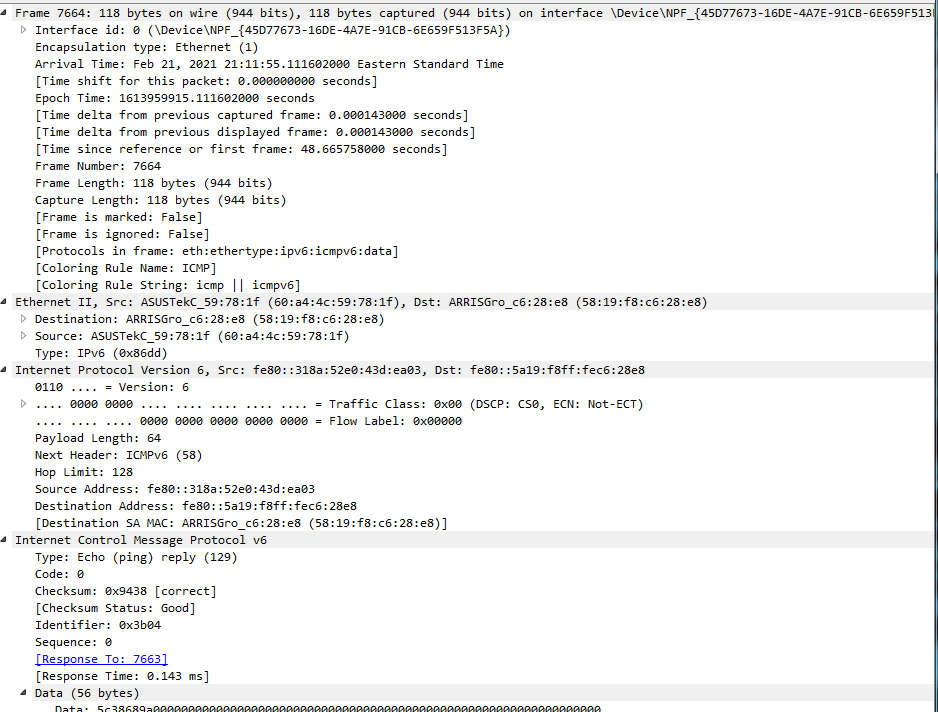 Frame 7664: 118 bytes on wire (944 bits), 118 bytes captured (944 bits) on interface \Device\NPF_{45D77673-16DE-4A7E-91CB-6E659F513F
Interface id: 0 (\Device\NPF_{45D77673-16DE-4A7E-91CB-6E659F513F5A})
Encapsulation type: Ethernet (1)
Arrival Time: Feb 21, 2021 21:11:55.111602000 Eastern Standard Time
[Time shift for this packet: 0.000000000 seconds]
Epoch Time: 1613959915.111602000 seconds
[Time delta from previous captured frame: 0.000143000 seconds]
[Time delta from previous displayed frame: 0.000143000 seconds]
[Time since reference or first frame: 48.665758000 seconds]
Frame Number: 7664
Frame Length: 118 bytes (944 bits)
Capture Length: 118 bytes (944 bits)
[Frame is marked: False]
[Frame is ignored: False]
[Protocols in frame: eth:ethertype:ipv6:icmpv6:data]
[Coloring Rule Name: ICMP]
[Coloring Rule String: icmp || icmpv6]
Ethernet II, Src: ASUSTekC_59:78:1f (60:a4:4c:59:78:1f), Dst: ARRISGro_c6:28:e8 (58:19:f8:c6:28:e8)
Destination: ARRISGro_c6:28:e8 (58:19:f8:c6:28:e8)
Source: ASUSTekC_59:78:1f (60:a4:4c:59:78:1f)
Type: IPv6 (0x86dd)
Internet Protocol Version 6, Src: fe80::318a:52e0:43d:ea03, Dst: fe80::5a19:f8ff:fec6:28e8
0110 .... = Version: 6
.... 0000 0000 .... .... .... .... .... = Traffic Class: 0x00 (DSCP: CS0, ECN: Not-ECT)
.... .... .... 0000 0000 0000 0000 0000 = Flow Label: 0x00000
Payload Length: 64
Next Header: ICMPv6 (58)
Hop Limit: 128
Source Address: fe80::318a:52e0:43d:ea03
Destination Address: fe80::5a19:f8ff:fec6:28e8
[Destination SA MAC: ARRISGro_c6:28:e8 (58:19:f8:c6:28:e8)]
Internet Control Message Protocol v6
Type: Echo (ping) reply (129)
Code: 0
Checksum: 0x9438 [correct]
[Checksum Status: Good]
Identifier: 0x3b04
Sequence: 0
[Response To: 7663]
[Response Time: 0.143 ms]
Data (56 bytes)
Data: 5c38689a0000000000000000000000000000000000000000000000000000000000000000